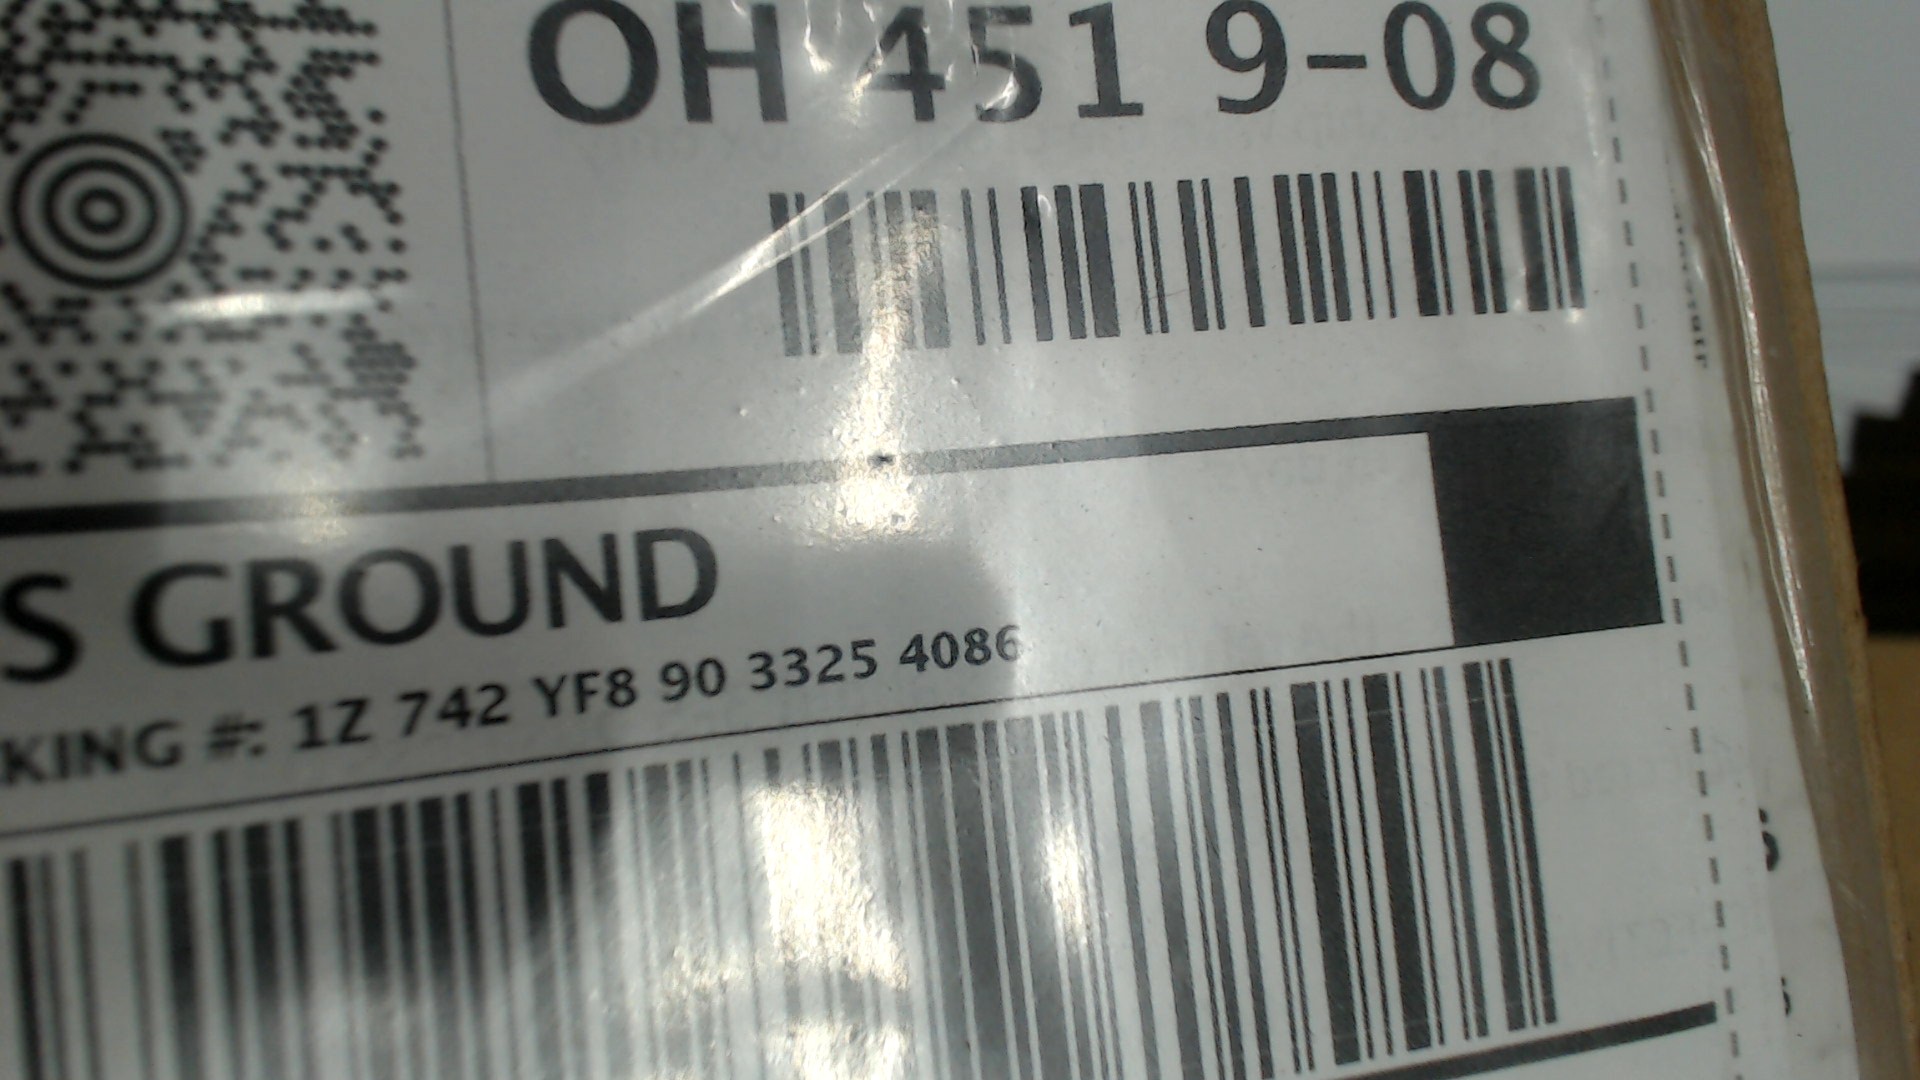 OH 451 9-08
S GROUND
KING #: 1Z 742 YF8 90 3325 4086